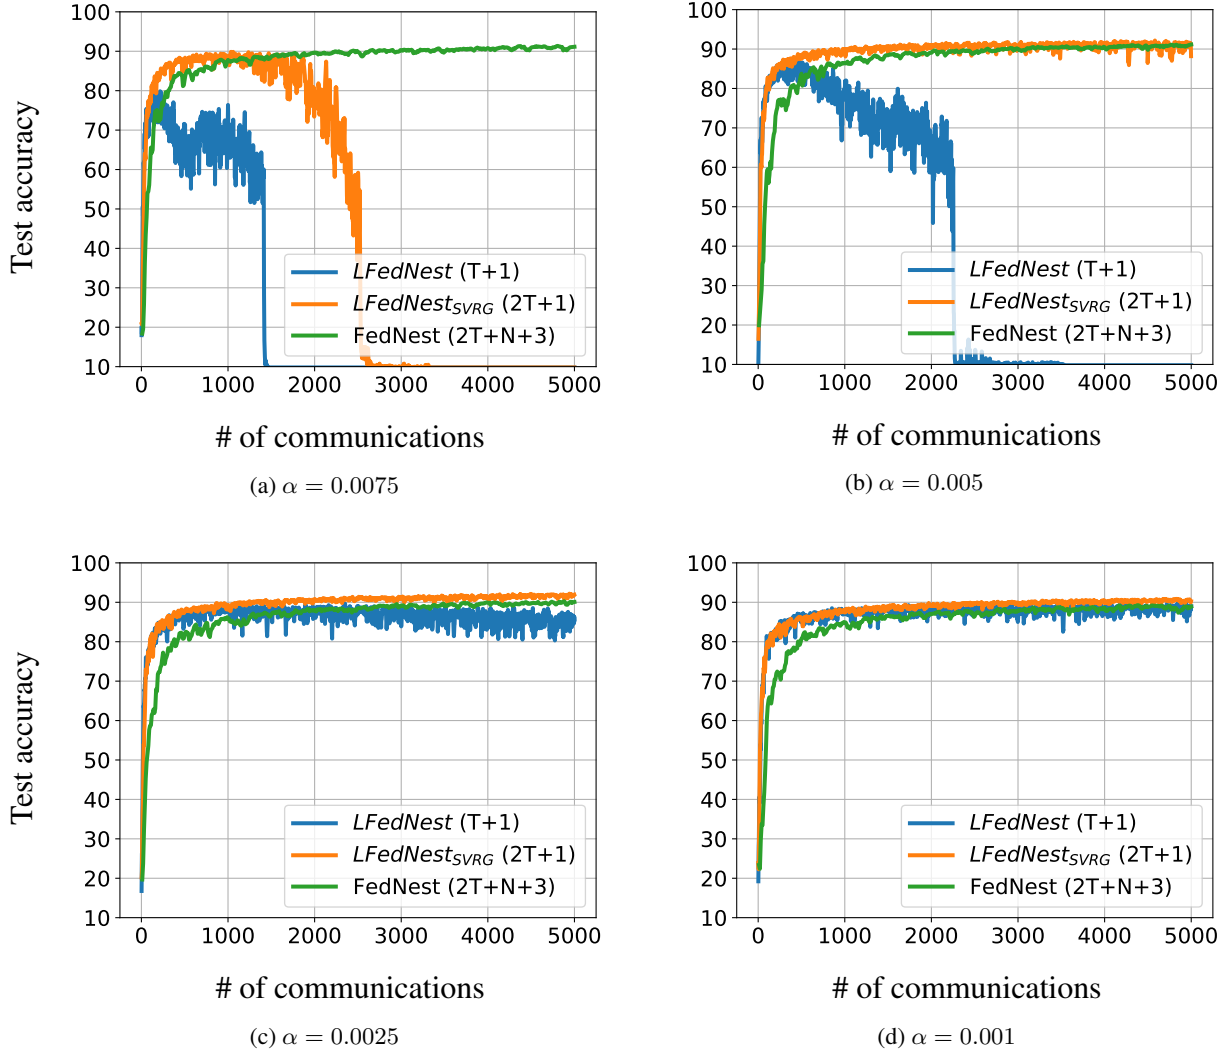 Test accuracy
100
90
80
70
60
50
40
30
20
10
0 1000 2000 3000 4000 5000
LFedNest (T+1)
LFedNest_SVRG (2T+1)
FedNest (2T+N+3)
# of communications
(a) α = 0.0075
100
90
80
70
60
50
40
30
20
10
0 1000 2000 3000 4000 5000
LFedNest (T+1)
LFedNest_SVRG (2T+1)
FedNest (2T+N+3)
# of communications
(b) α = 0.005
Test accuracy
100
90
80
70
60
50
40
30
20
10
0 1000 2000 3000 4000 5000
LFedNest (T+1)
LFedNest_SVRG (2T+1)
FedNest (2T+N+3)
# of communications
(c) α = 0.0025
100
90
80
70
60
50
40
30
20
10
0 1000 2000 3000 4000 5000
LFedNest (T+1)
LFedNest_SVRG (2T+1)
FedNest (2T+N+3)
# of communications
(d) α = 0.001